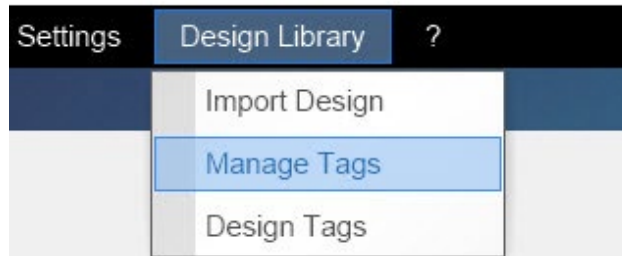 Settings Design Library ?
Import Design
Manage Tags
Design Tags